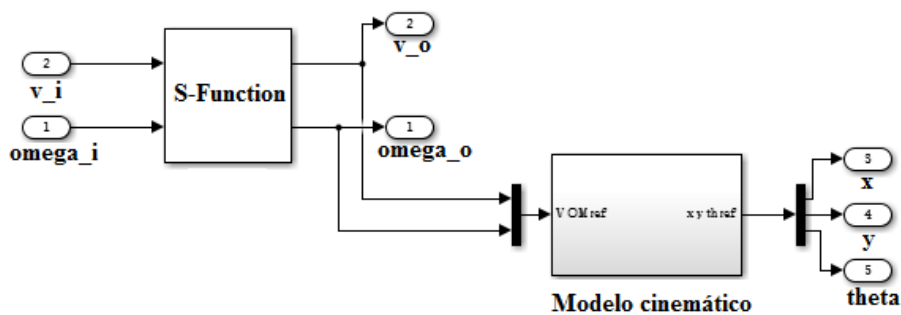 2
v_o
2
v_i
S-Function
1
omega_i
1
omega_o
VOMref
xythref
Modelo cinemático
3
x
4
y
5
theta